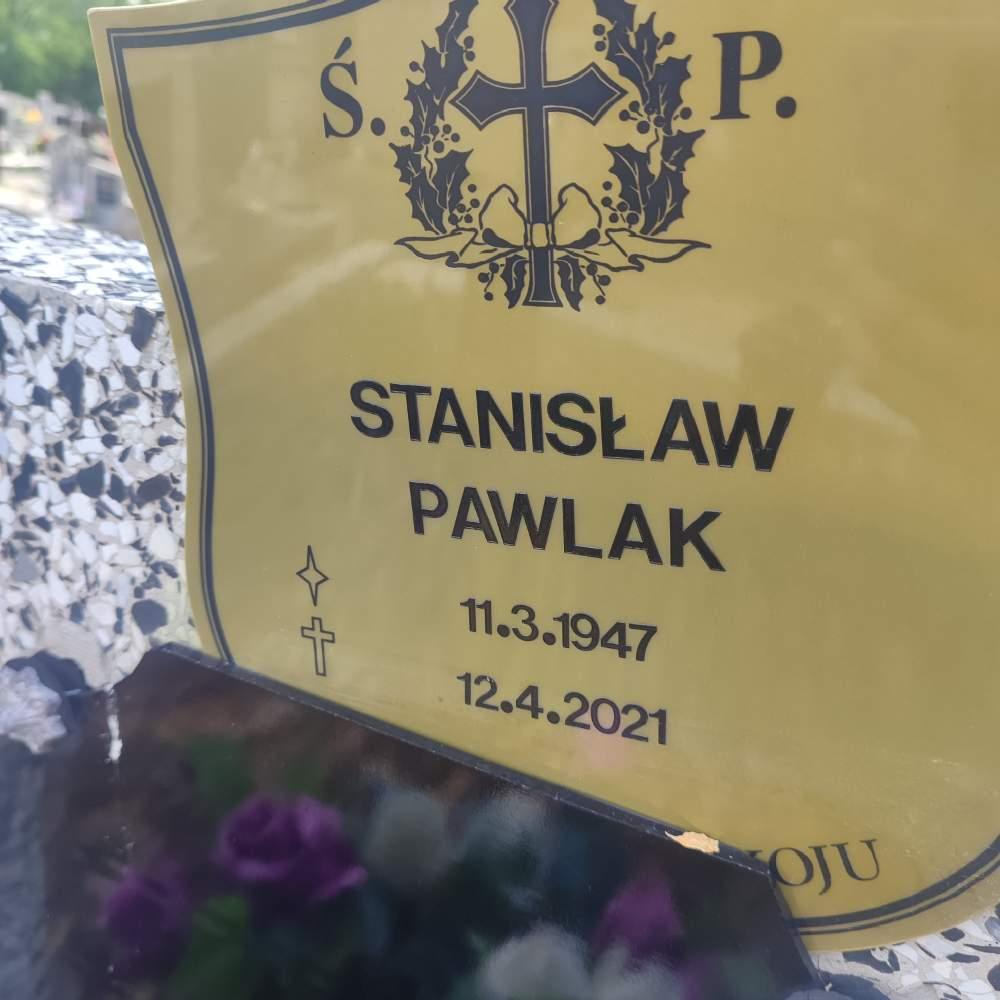 Ś. P.
STANISŁAW
PAWLAK
11.3.1947
12.4.2021